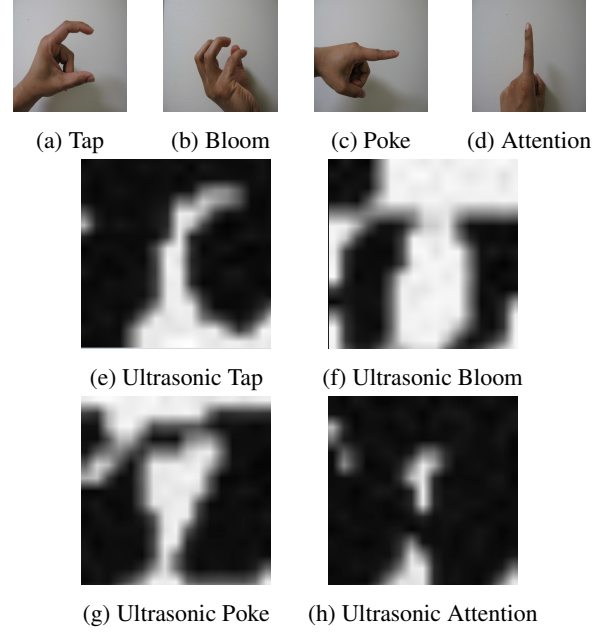 (a) Tap (b) Bloom (c) Poke (d) Attention
(e) Ultrasonic Tap (f) Ultrasonic Bloom
(g) Ultrasonic Poke (h) Ultrasonic Attention